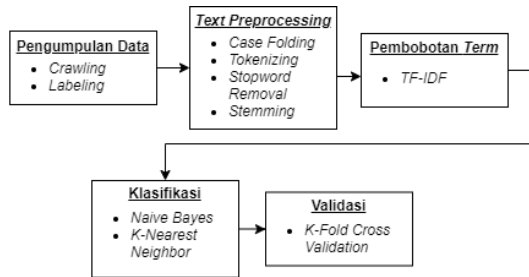 Pengumpulan Data
• Crawling
• Labeling
Text Preprocessing
• Case Folding
• Tokenizing
• Stopword
Removal
• Stemming
Pembobotan Term
• TF-IDF
Klasifikasi
• Naive Bayes
• K-Nearest
Neighbor
Validasi
• K-Fold Cross
Validation